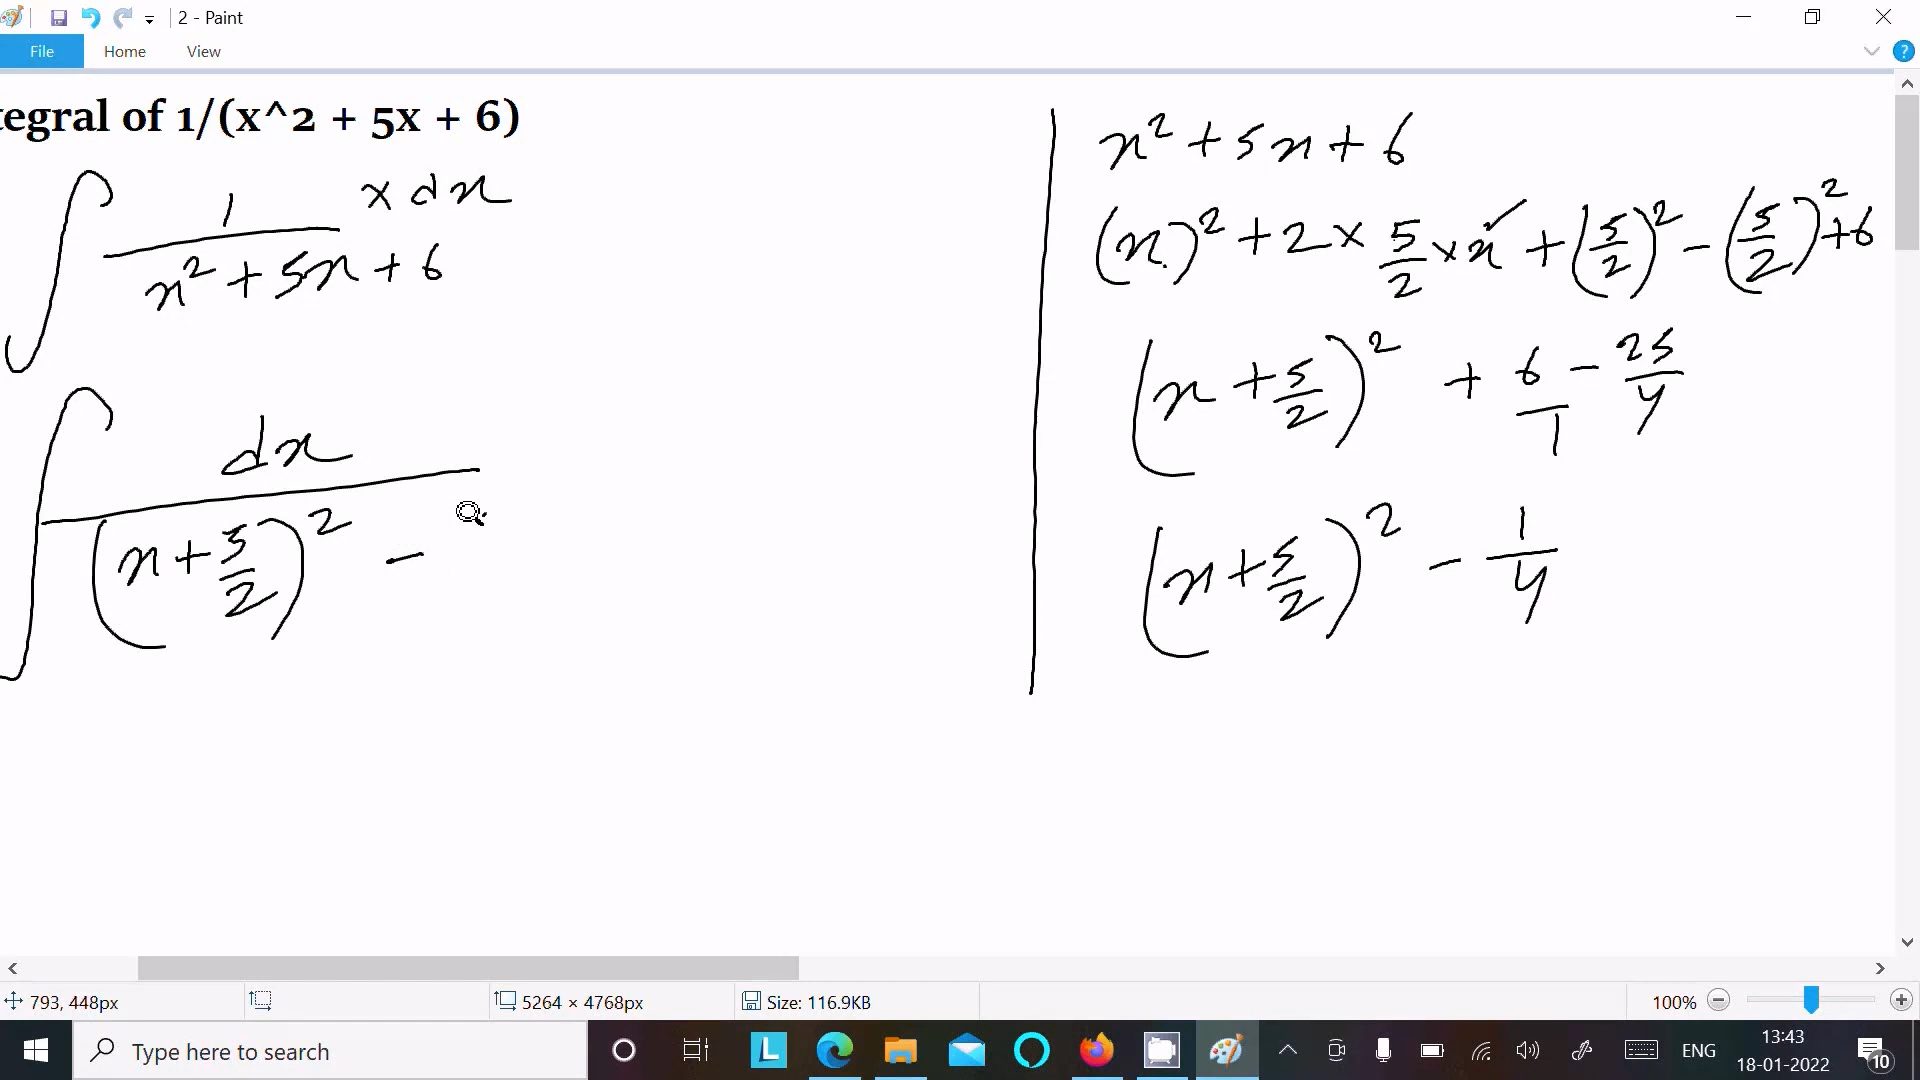 2 - Paint
File Home View
tegral of 1/(x^2 + 5x + 6)
∫ 1/(x² + 5x + 6) × dx
∫ dx/((x + 5/2)² -
x² + 5x + 6
(x)² + 2 × 5/2 × x + (5/2)² - (5/2)² + 6
(x + 5/2)² + 6/1 - 25/4
(x + 5/2)² - 1/4
793, 448px
5264 × 4768px
Size: 116.9KB
100%
Type here to search
L
ENG
13:43
18-01-2022
10